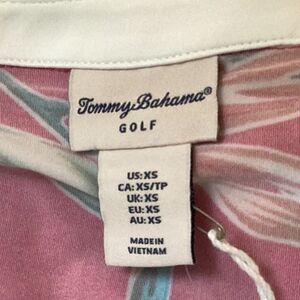 Tommy Bahama®
GOLF
US: XS
CA: XS/TP
UK: XS
EU: XS
AU: XS
MADE IN
VIETNAM